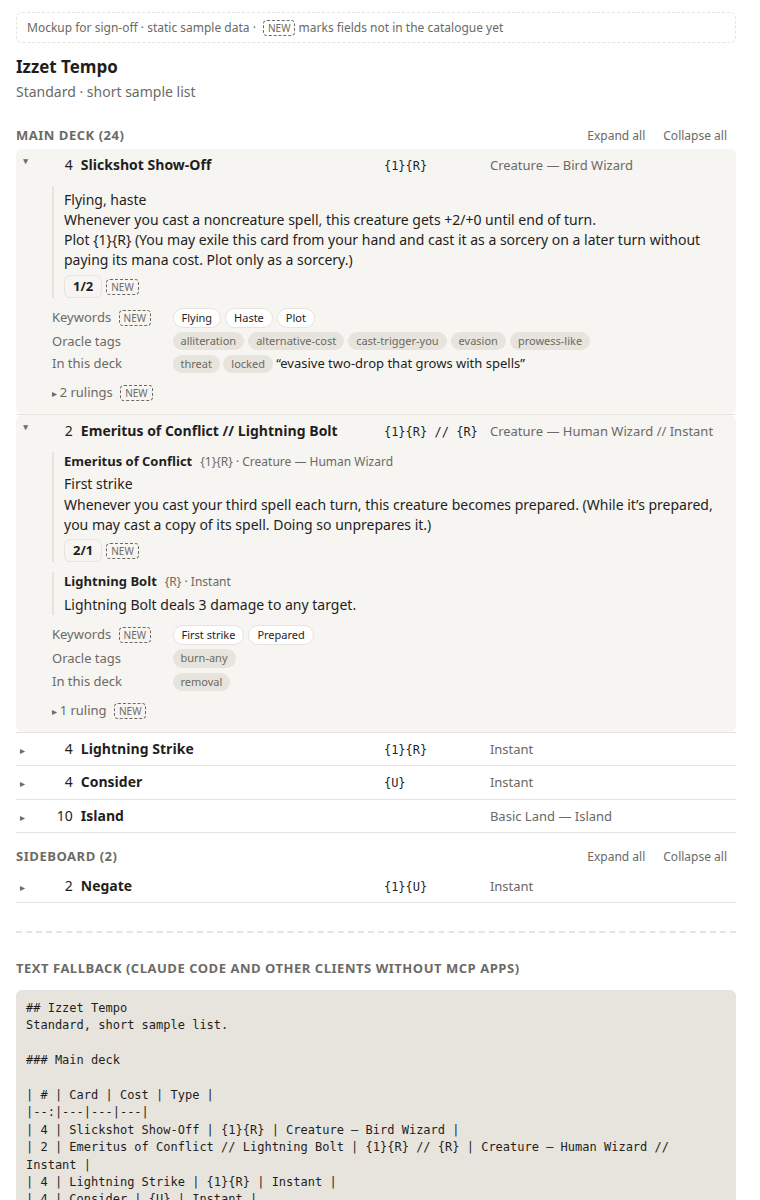 Mockup for sign-off · static sample data · NEW marks fields not in the catalogue yet
Izzet Tempo
Standard · short sample list
MAIN DECK (24) Expand all Collapse all
▾ 4 Slickshot Show-Off {1}{R} Creature — Bird Wizard
Flying, haste
Whenever you cast a noncreature spell, this creature gets +2/+0 until end of turn.
Plot {1}{R} (You may exile this card from your hand and cast it as a sorcery on a later turn without
paying its mana cost. Plot only as a sorcery.)
1/2 NEW
Keywords NEW Flying Haste Plot
Oracle tags alliteration alternative-cost cast-trigger-you evasion prowess-like
In this deck threat locked “evasive two-drop that grows with spells”
▸ 2 rulings NEW
▾ 2 Emeritus of Conflict // Lightning Bolt {1}{R} // {R} Creature — Human Wizard // Instant
Emeritus of Conflict {1}{R} · Creature — Human Wizard
First strike
Whenever you cast your third spell each turn, this creature becomes prepared. (While it’s prepared,
you may cast a copy of its spell. Doing so unprepares it.)
2/1 NEW
Lightning Bolt {R} · Instant
Lightning Bolt deals 3 damage to any target.
Keywords NEW First strike Prepared
Oracle tags burn-any
In this deck removal
▸ 1 ruling NEW
▸ 4 Lightning Strike {1}{R} Instant
▸ 4 Consider {U} Instant
▸ 10 Island Basic Land — Island
SIDEBOARD (2) Expand all Collapse all
▸ 2 Negate {1}{U} Instant
TEXT FALLBACK (CLAUDE CODE AND OTHER CLIENTS WITHOUT MCP APPS)
## Izzet Tempo
Standard, short sample list.
### Main deck
| # | Card | Cost | Type |
|--:|---|---|---|
| 4 | Slickshot Show-Off | {1}{R} | Creature — Bird Wizard |
| 2 | Emeritus of Conflict // Lightning Bolt | {1}{R} // {R} | Creature — Human Wizard //
Instant |
| 4 | Lightning Strike | {1}{R} | Instant |
| 4 | Consider | {U} | Instant |